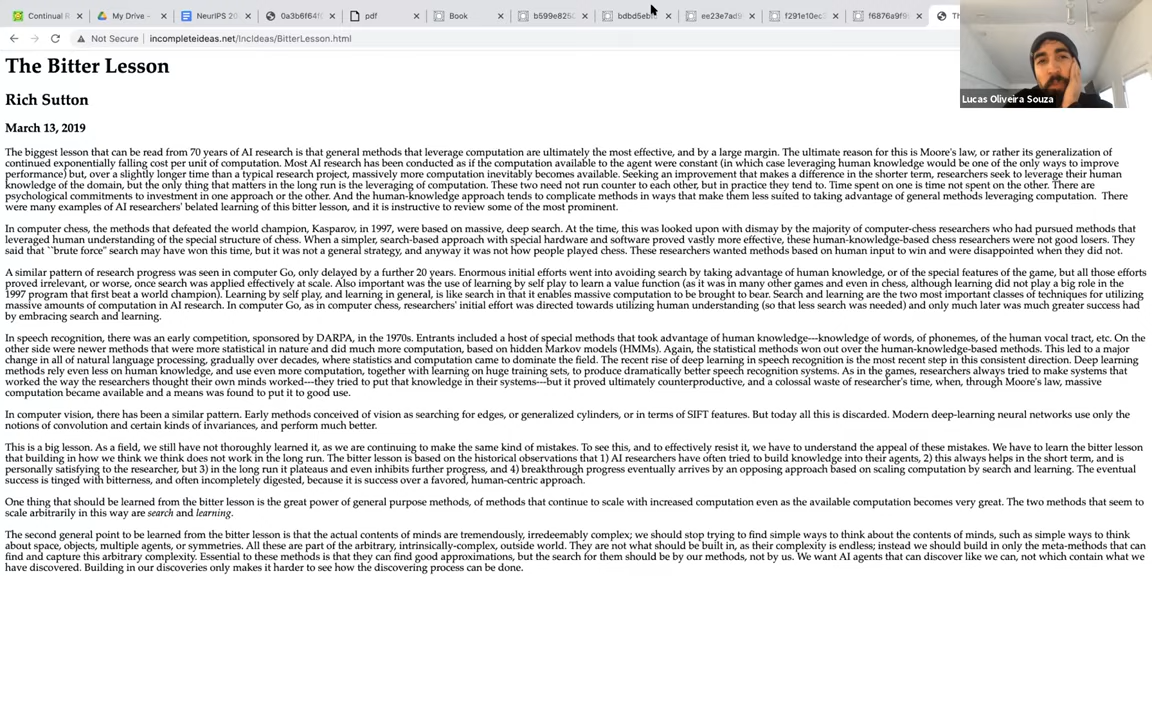 Continual R
My Drive -
NeurIPS 20
0a3b6f64f
pdf
Book
b599e826
bdbd5ebf
ee23e7ad9
f291e10ec
f6876a9f9
Th
Not Secure | incompleteideas.net/IncIdeas/BitterLesson.html
Lucas Oliveira Souza
The Bitter Lesson
Rich Sutton
March 13, 2019
The biggest lesson that can be read from 70 years of AI research is that general methods that leverage computation are ultimately the most effective, and by a large margin. The ultimate reason for this is Moore's law, or rather its generalization of
continued exponentially falling cost per unit of computation. Most AI research has been conducted as if the computation available to the agent were constant (in which case leveraging human knowledge would be one of the only ways to improve
performance) but, over a slightly longer time than a typical research project, massively more computation inevitably becomes available. Seeking an improvement that makes a difference in the shorter term, researchers seek to leverage their human
knowledge of the domain, but the only thing that matters in the long run is the leveraging of computation. These two need not run counter to each other, but in practice they tend to. Time spent on one is time not spent on the other. There are
psychological commitments to investment in one approach or the other. And the human-knowledge approach tends to complicate methods in ways that make them less suited to taking advantage of general methods leveraging computation. There
were many examples of AI researchers' belated learning of this bitter lesson, and it is instructive to review some of the most prominent.
In computer chess, the methods that defeated the world champion, Kasparov, in 1997, were based on massive, deep search. At the time, this was looked upon with dismay by the majority of computer-chess researchers who had pursued methods that
leveraged human understanding of the special structure of chess. When a simpler, search-based approach with special hardware and software proved vastly more effective, these human-knowledge-based chess researchers were not good losers. They
said that ``brute force" search may have won this time, but it was not a general strategy, and anyway it was not how people played chess. These researchers wanted methods based on human input to win and were disappointed when they did not.
A similar pattern of research progress was seen in computer Go, only delayed by a further 20 years. Enormous initial efforts went into avoiding search by taking advantage of human knowledge, or of the special features of the game, but all those efforts
proved irrelevant, or worse, once search was applied effectively at scale. Also important was the use of learning by self play to learn a value function (as it was in many other games and even in chess, although learning did not play a big role in the
1997 program that first beat a world champion). Learning by self play, and learning in general, is like search in that it enables massive computation to be brought to bear. Search and learning are the two most important classes of techniques for utilizing
massive amounts of computation in AI research. In computer Go, as in computer chess, researchers' initial effort was directed towards utilizing human understanding (so that less search was needed) and only much later was much greater success had
by embracing search and learning.
In speech recognition, there was an early competition, sponsored by DARPA, in the 1970s. Entrants included a host of special methods that took advantage of human knowledge---knowledge of words, of phonemes, of the human vocal tract, etc. On the
other side were newer methods that were more statistical in nature and did much more computation, based on hidden Markov models (HMMs). Again, the statistical methods won out over the human-knowledge-based methods. This led to a major
change in all of natural language processing, gradually over decades, where statistics and computation came to dominate the field. The recent rise of deep learning in speech recognition is the most recent step in this consistent direction. Deep learning
methods rely even less on human knowledge, and use even more computation, together with learning on huge training sets, to produce dramatically better speech recognition systems. As in the games, researchers always tried to make systems that
worked the way the researchers thought their own minds worked---they tried to put that knowledge in their systems---but it proved ultimately counterproductive, and a colossal waste of researcher's time, when, through Moore's law, massive
computation became available and a means was found to put it to good use.
In computer vision, there has been a similar pattern. Early methods conceived of vision as searching for edges, or generalized cylinders, or in terms of SIFT features. But today all this is discarded. Modern deep-learning neural networks use only the
notions of convolution and certain kinds of invariances, and perform much better.
This is a big lesson. As a field, we still have not thoroughly learned it, as we are continuing to make the same kind of mistakes. To see this, and to effectively resist it, we have to understand the appeal of these mistakes. We have to learn the bitter lesson
that building in how we think we think does not work in the long run. The bitter lesson is based on the historical observations that 1) AI researchers have often tried to build knowledge into their agents, 2) this always helps in the short term, and is
personally satisfying to the researcher, but 3) in the long run it plateaus and even inhibits further progress, and 4) breakthrough progress eventually arrives by an opposing approach based on scaling computation by search and learning. The eventual
success is tinged with bitterness, and often incompletely digested, because it is success over a favored, human-centric approach.
One thing that should be learned from the bitter lesson is the great power of general purpose methods, of methods that continue to scale with increased computation even as the available computation becomes very great. The two methods that seem to
scale arbitrarily in this way are search and learning.
The second general point to be learned from the bitter lesson is that the actual contents of minds are tremendously, irredeemably complex; we should stop trying to find simple ways to think about the contents of minds, such as simple ways to think
about space, objects, multiple agents, or symmetries. All these are part of the arbitrary, intrinsically-complex, outside world. They are not what should be built in, as their complexity is endless; instead we should build in only the meta-methods that can
find and capture this arbitrary complexity. Essential to these methods is that they can find good approximations, but the search for them should be by our methods, not by us. We want AI agents that can discover like we can, not which contain what we
have discovered. Building in our discoveries only makes it harder to see how the discovering process can be done.